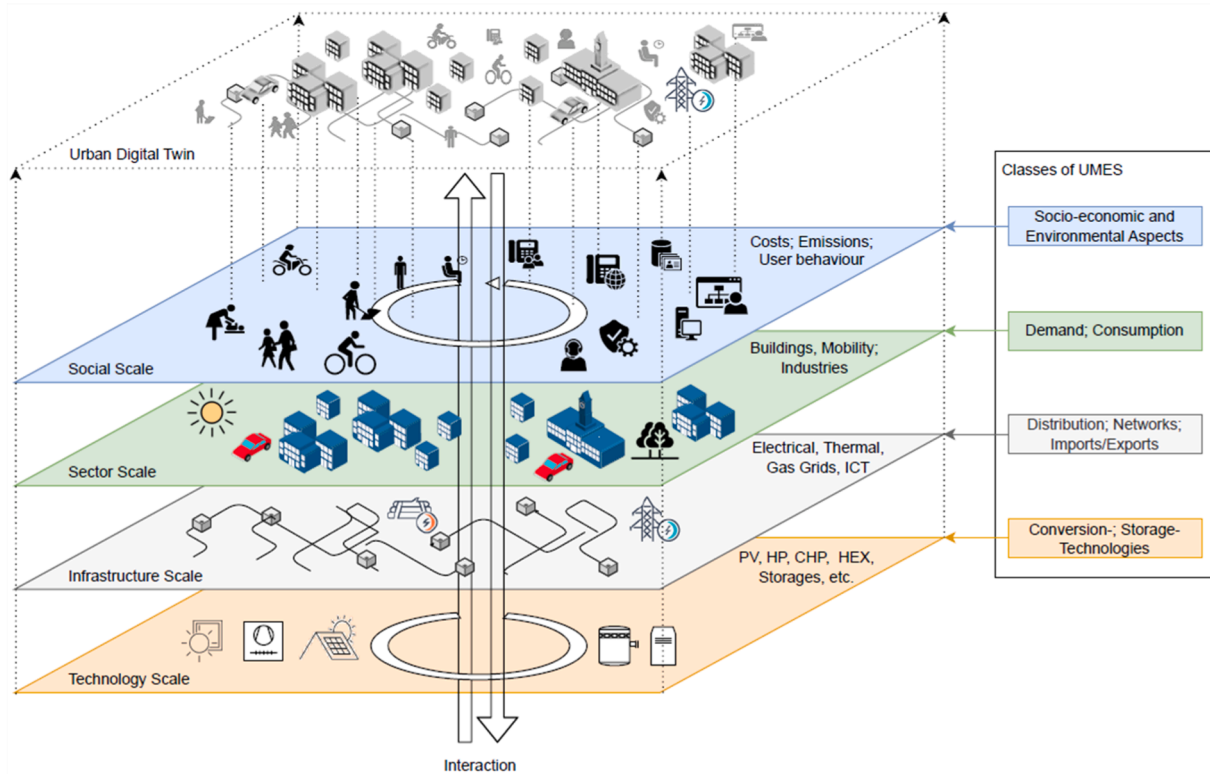 Urban Digital Twin
Classes of UMES
Costs; Emissions;
User behaviour
Socio-economic and
Environmental Aspects
Social Scale
Buildings, Mobility;
Industries
Demand; Consumption
Sector Scale
Electrical, Thermal,
Gas Grids, ICT
Distribution; Networks;
Imports/Exports
Infrastructure Scale
PV, HP, CHP, HEX,
Storages, etc.
Conversion-; Storage-
Technologies
Technology Scale
Interaction